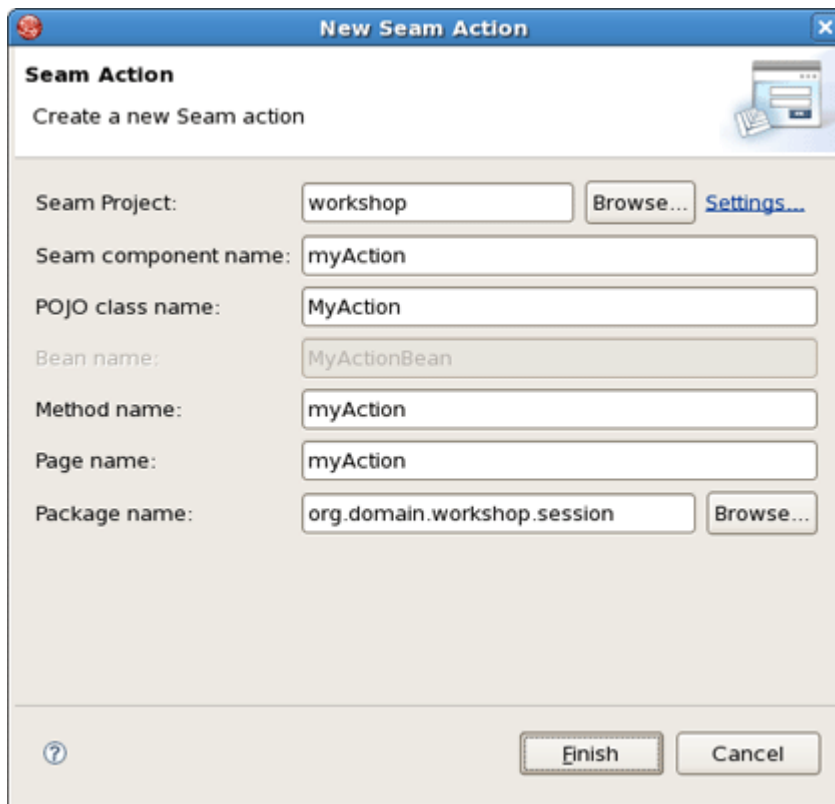 New Seam Action
Seam Action
Create a new Seam action
Seam Project: workshop Browse... Settings...
Seam component name: myAction
POJO class name: MyAction
Bean name: MyActionBean
Method name: myAction
Page name: myAction
Package name: org.domain.workshop.session Browse...
? Finish Cancel